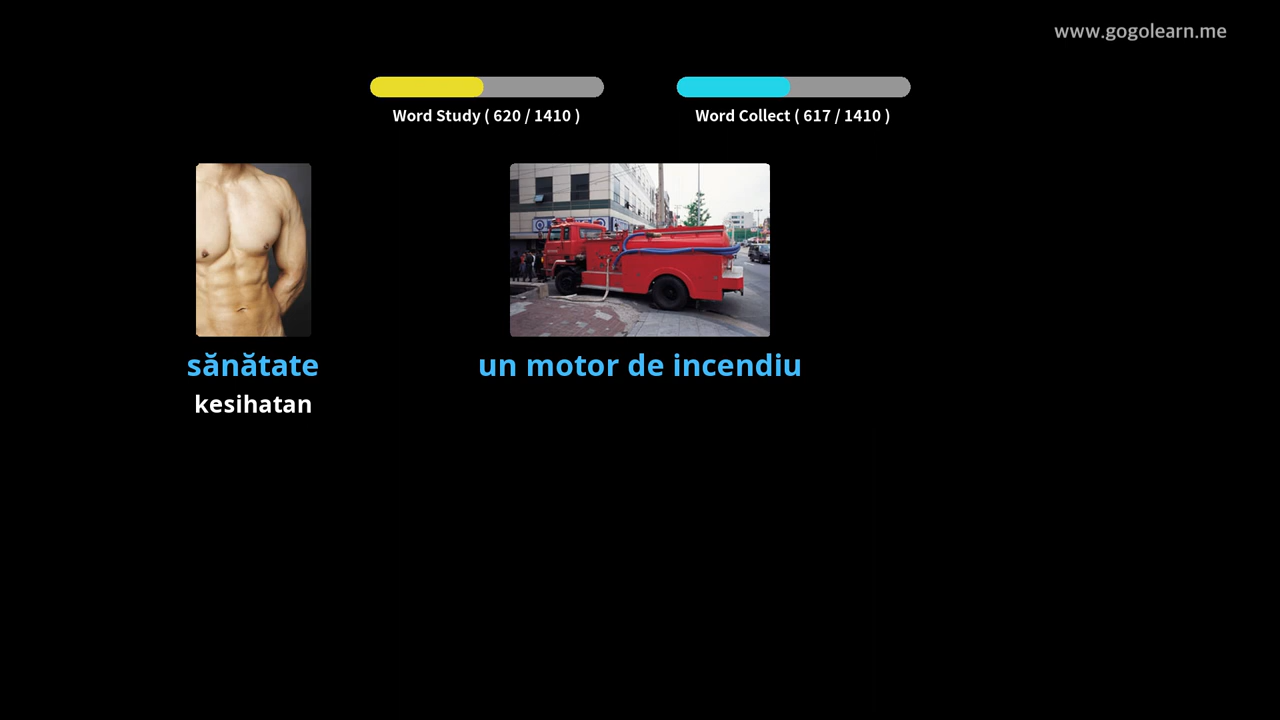 www.gogolearn.me
Word Study ( 620 / 1410 )
Word Collect ( 617 / 1410 )
sănătate
un motor de incendiu
kesihatan